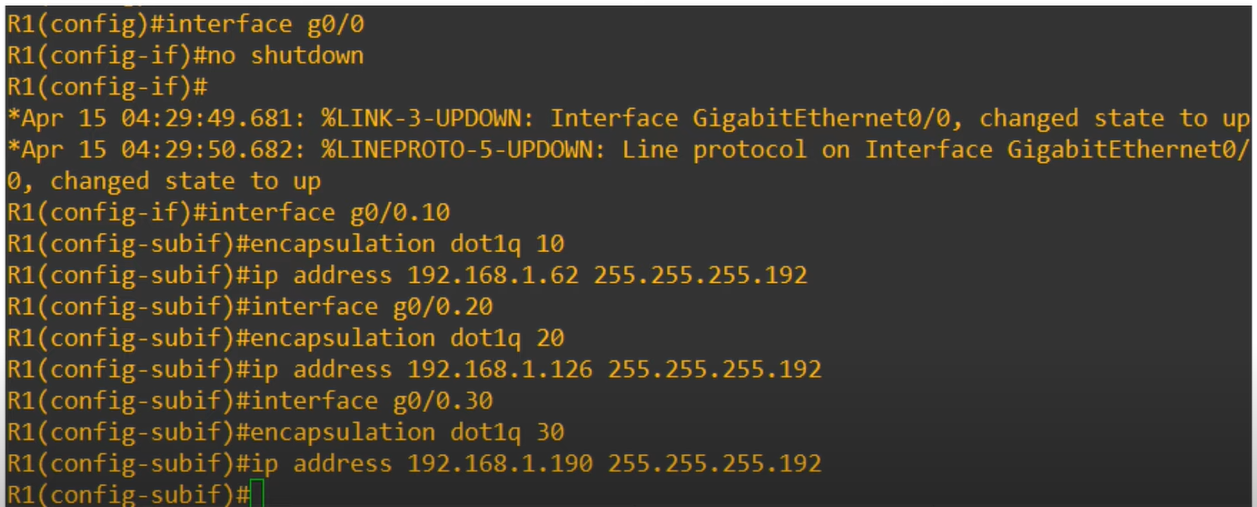 R1(config)#interface g0/0
R1(config-if)#no shutdown
R1(config-if)#
*Apr 15 04:29:49.681: %LINK-3-UPDOWN: Interface GigabitEthernet0/0, changed state to up
*Apr 15 04:29:50.682: %LINEPROTO-5-UPDOWN: Line protocol on Interface GigabitEthernet0/
0, changed state to up
R1(config-if)#interface g0/0.10
R1(config-subif)#encapsulation dot1q 10
R1(config-subif)#ip address 192.168.1.62 255.255.255.192
R1(config-subif)#interface g0/0.20
R1(config-subif)#encapsulation dot1q 20
R1(config-subif)#ip address 192.168.1.126 255.255.255.192
R1(config-subif)#interface g0/0.30
R1(config-subif)#encapsulation dot1q 30
R1(config-subif)#ip address 192.168.1.190 255.255.255.192
R1(config-subif)#